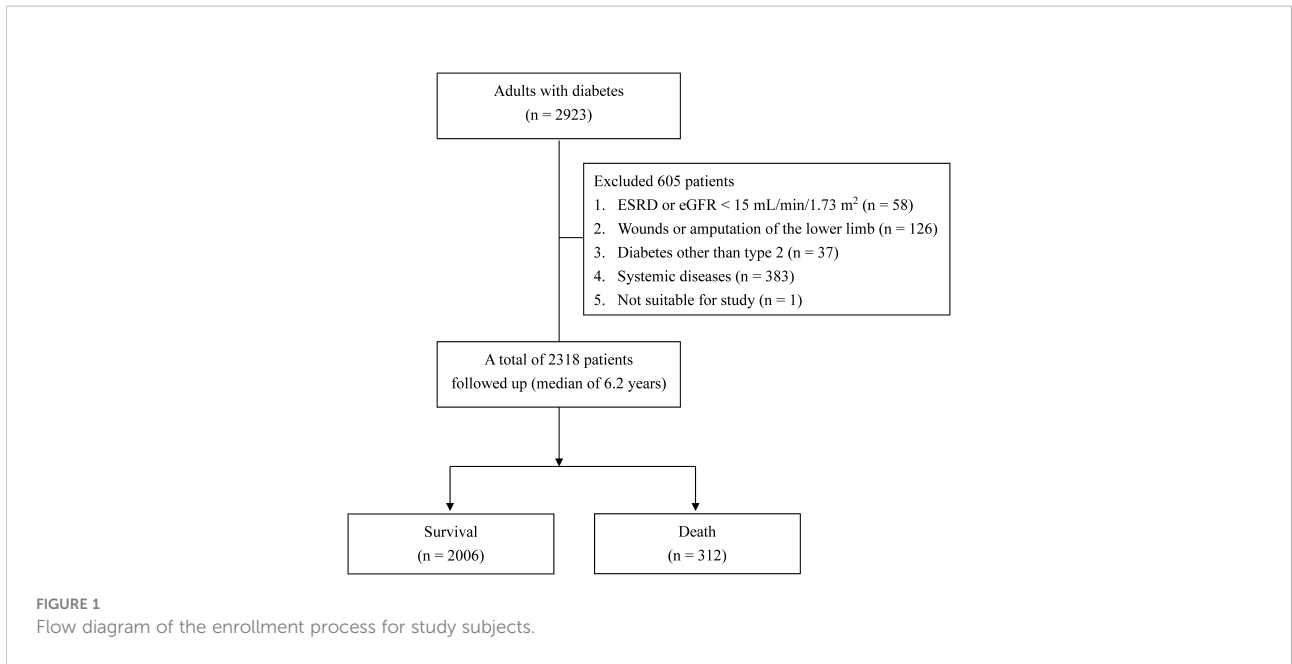 Adults with diabetes
(n = 2923)
Excluded 605 patients
1. ESRD or eGFR < 15 mL/min/1.73 m² (n = 58)
2. Wounds or amputation of the lower limb (n = 126)
3. Diabetes other than type 2 (n = 37)
4. Systemic diseases (n = 383)
5. Not suitable for study (n = 1)
A total of 2318 patients
followed up (median of 6.2 years)
Survival
(n = 2006)
Death
(n = 312)
FIGURE 1
Flow diagram of the enrollment process for study subjects.